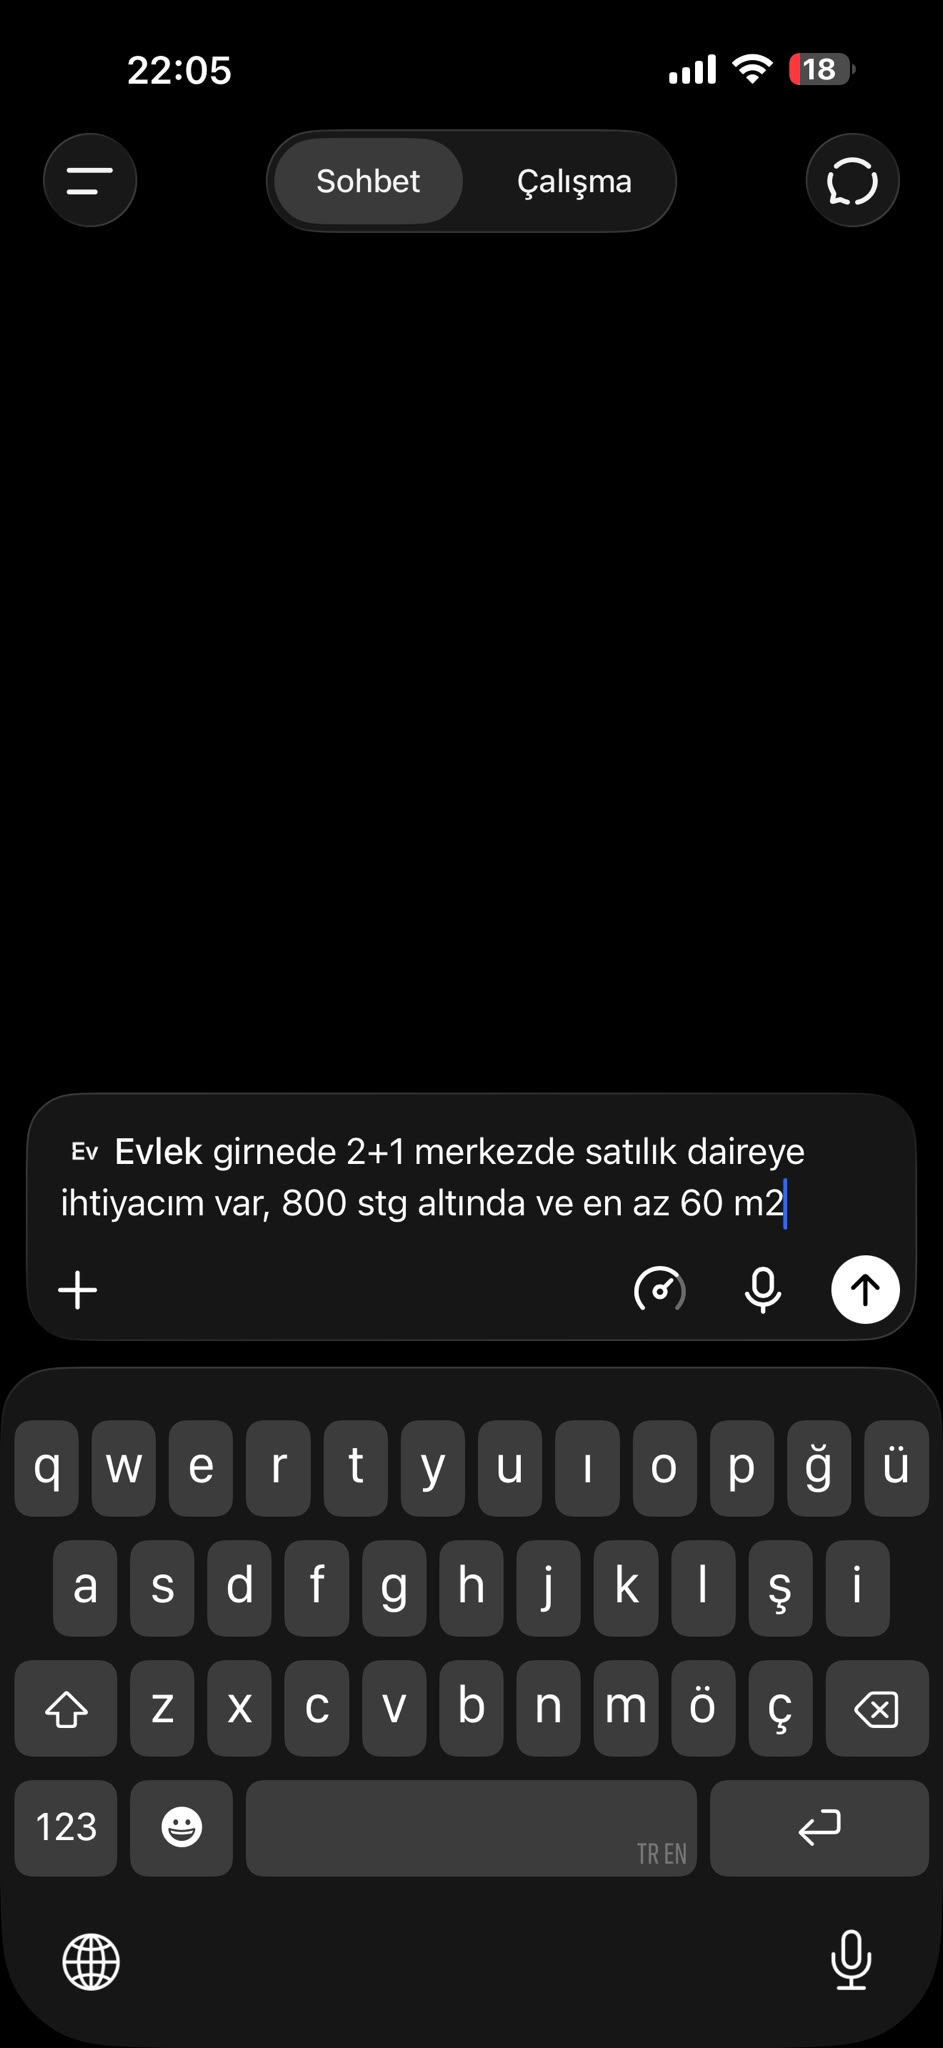 22:05
18
Sohbet
Çalışma
Ev Evlek girnede 2+1 merkezde satılık daireye
ihtiyacım var, 800 stg altında ve en az 60 m2
q w e r t y u ı o p ğ ü
a s d f g h j k l ş i
z x c v b n m ö ç
123
TR EN